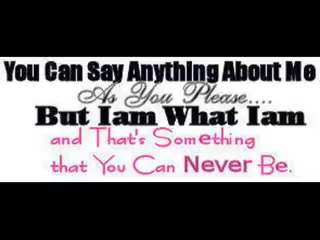 You Can Say Anything About Me
As You Please....
But Iam What Iam
and That's Something
that You Can Never Be.